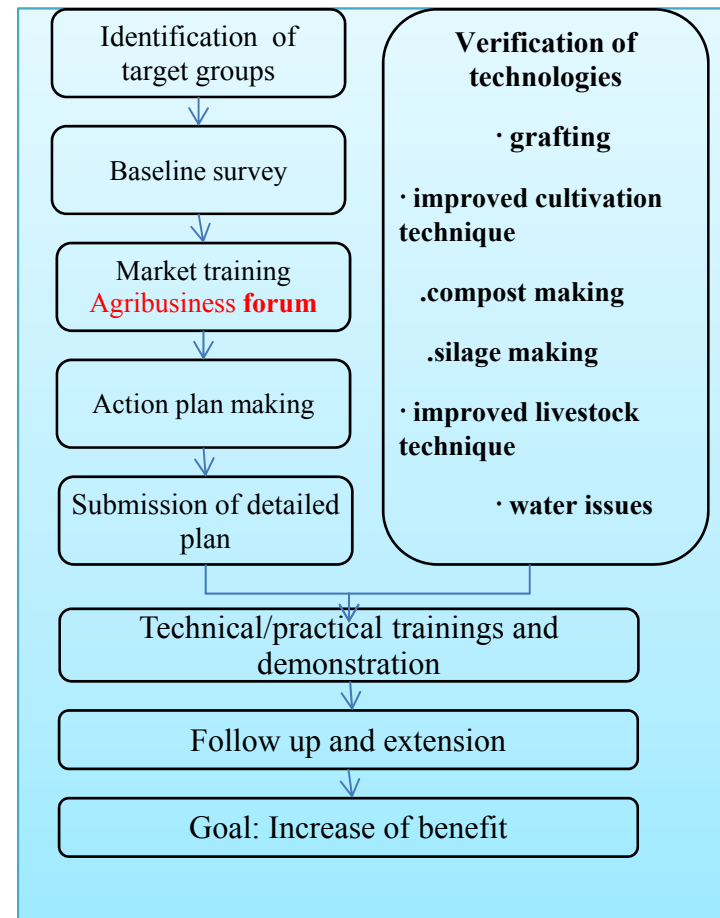 Identification of
target groups
Baseline survey
Market training
Agribusiness forum
Action plan making
Submission of detailed
plan
Verification of
technologies
· grafting
· improved cultivation
technique
.compost making
.silage making
· improved livestock
technique
· water issues
Technical/practical trainings and
demonstration
Follow up and extension
Goal: Increase of benefit